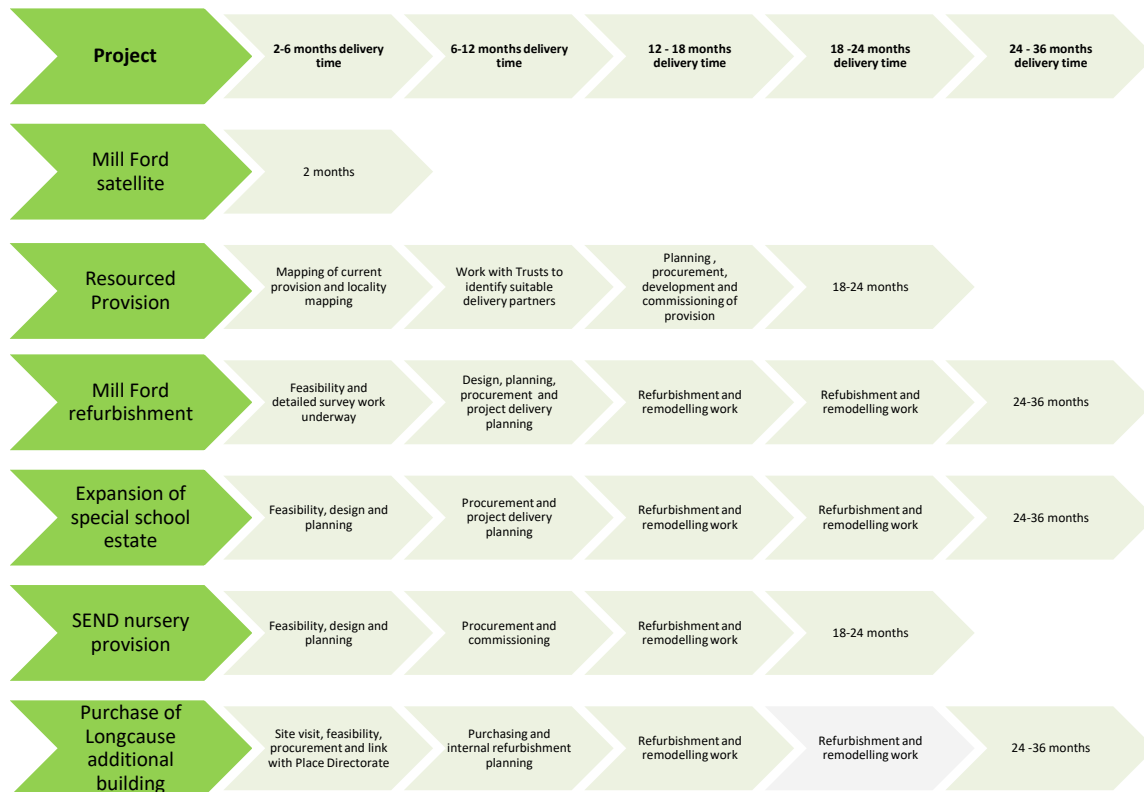 Project
2-6 months delivery
time
6-12 months delivery
time
12 - 18 months
delivery time
18 -24 months
delivery time
24 - 36 months
delivery time
Mill Ford
satellite
2 months
Resourced
Provision
Mapping of current
provision and locality
mapping
Work with Trusts to
identify suitable
delivery partners
Planning ,
procurement,
development and
commissioning of
provision
18-24 months
Mill Ford
refurbishment
Feasibility and
detailed survey work
underway
Design, planning,
procurement and
project delivery
planning
Refurbishment and
remodelling work
Refubishment and
remodelling work
24-36 months
Expansion of
special school
estate
Feasibility, design and
planning
Procurement and
project delivery
planning
Refurbishment and
remodelling work
Refurbishment and
remodelling work
24-36 months
SEND nursery
provision
Feasibility, design and
planning
Procurement and
commissioning
Refurbishment and
remodelling work
18-24 months
Purchase of
Longcause
additional
building
Site visit, feasibility,
procurement and link
with Place Directorate
Purchasing and
internal refurbishment
planning
Refurbishment and
remodelling work
Refurbishment and
remodelling work
24 -36 months